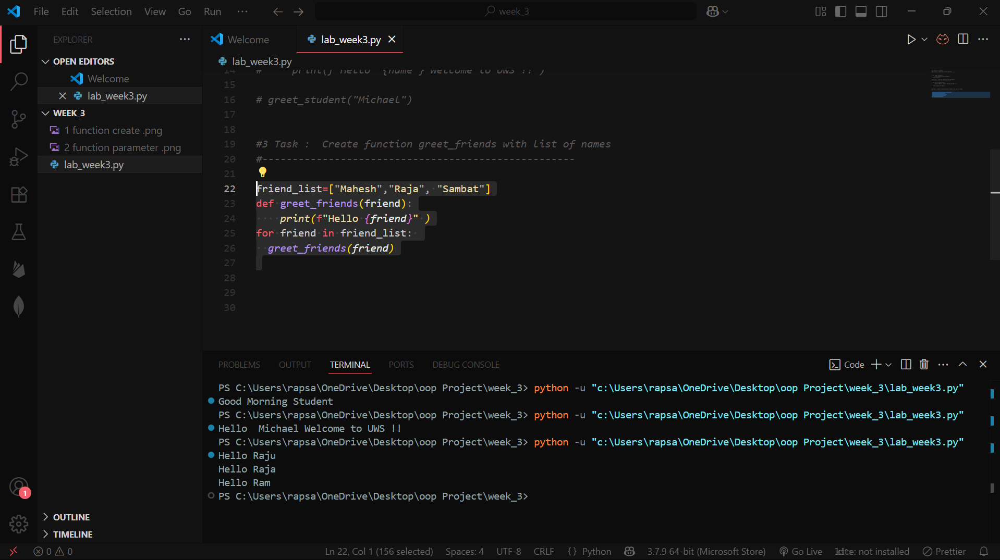 File Edit Selection View Go Run ··· week_3
EXPLORER ···
OPEN EDITORS
Welcome
lab_week3.py
WEEK_3
1 function create .png
2 function parameter .png
lab_week3.py
OUTLINE
TIMELINE
1
Welcome lab_week3.py
lab_week3.py
14 # print(f"Hello {name } Welcome to UWS !!")
15
16 # greet_student("Michael")
17
18
19 #3 Task :  Create function greet_friends with list of names
20 #----------------------------------------------------
21
22 friend_list=["Mahesh","Raja", "Sambat"]
23 def greet_friends(friend):
24     print(f"Hello {friend}" )
25 for friend in friend_list:
26   greet_friends(friend)
27
28
29
30
PROBLEMS OUTPUT TERMINAL PORTS DEBUG CONSOLE Code
PS C:\Users\rapsa\OneDrive\Desktop\oop Project\week_3> python -u "c:\Users\rapsa\OneDrive\Desktop\oop Project\week_3\lab_week3.py"
Good Morning Student
PS C:\Users\rapsa\OneDrive\Desktop\oop Project\week_3> python -u "c:\Users\rapsa\OneDrive\Desktop\oop Project\week_3\lab_week3.py"
Hello  Michael Welcome to UWS !!
PS C:\Users\rapsa\OneDrive\Desktop\oop Project\week_3> python -u "c:\Users\rapsa\OneDrive\Desktop\oop Project\week_3\lab_week3.py"
Hello Raju
Hello Raja
Hello Ram
PS C:\Users\rapsa\OneDrive\Desktop\oop Project\week_3>
0 0 Ln 22, Col 1 (156 selected) Spaces: 4 UTF-8 CRLF {} Python 3.7.9 64-bit (Microsoft Store) Go Live kite: not installed Prettier